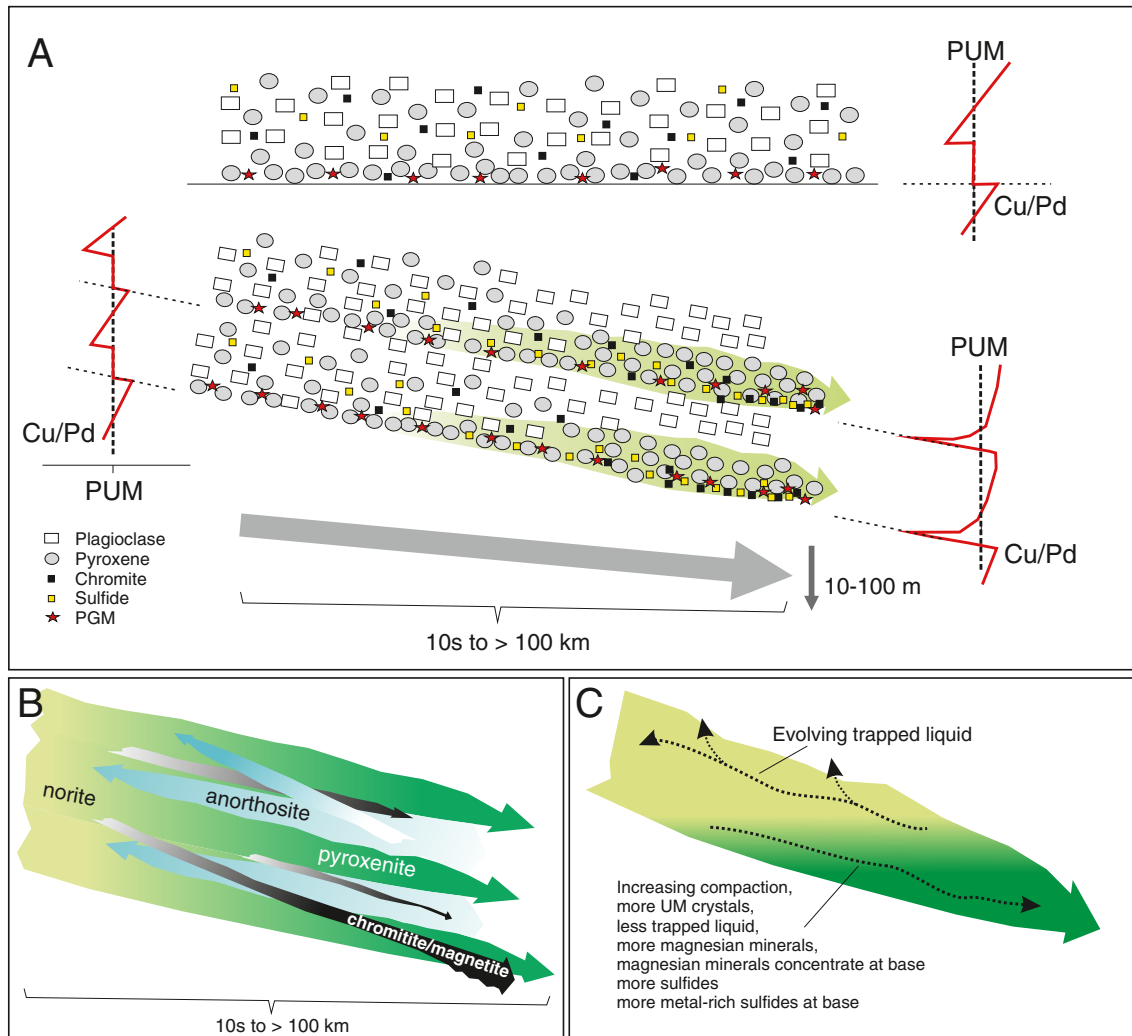 A
PUM
Cu/Pd
Cu/Pd
PUM
PUM
Cu/Pd
Plagioclase
Pyroxene
Chromite
Sulfide
PGM
10-100 m
10s to > 100 km
B
norite
anorthosite
pyroxenite
chromitite/magnetite
10s to > 100 km
C
Evolving trapped liquid
Increasing compaction,
more UM crystals,
less trapped liquid,
more magnesian minerals,
magnesian minerals concentrate at base
more sulfides
more metal-rich sulfides at base